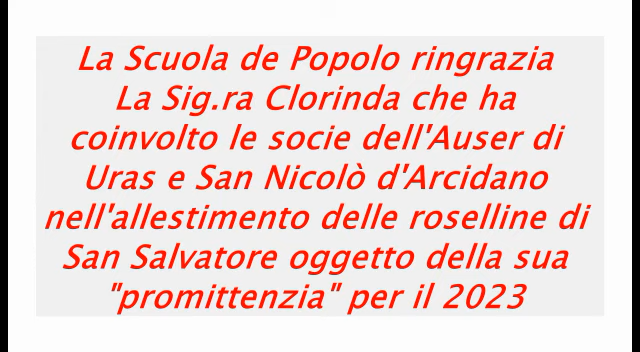 La Scuola de Popolo ringrazia
La Sig.ra Clorinda che ha
coinvolto le socie dell'Auser di
Uras e San Nicolò d'Arcidano
nell'allestimento delle roselline di
San Salvatore oggetto della sua
"promittenzia" per il 2023